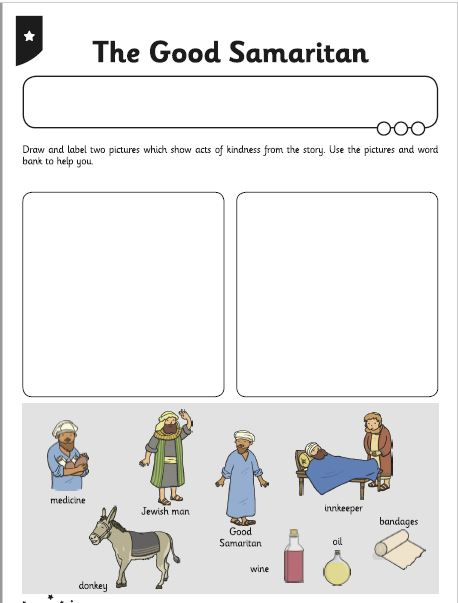 The Good Samaritan
Draw and label two pictures which show acts of kindness from the story. Use the pictures and word
bank to help you.
medicine
Jewish man
Good
Samaritan
innkeeper
bandages
donkey
wine
oil